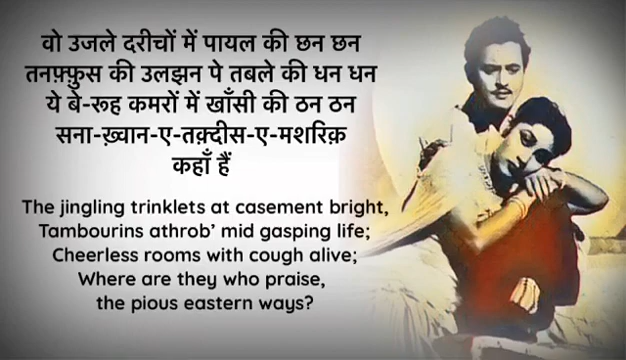 वो उजले दरीचों में पायल की छन छन
तनफ़्फ़ुस की उलझन पे तबले की धन धन
ये बे-रूह कमरों में खाँसी की ठन ठन
सना-ख़्वान-ए-तक़्दीस-ए-मशरिक़
कहाँ हैं
The jingling trinklets at casement bright,
Tambourins athrob' mid gasping life;
Cheerless rooms with cough alive;
Where are they who praise,
the pious eastern ways?